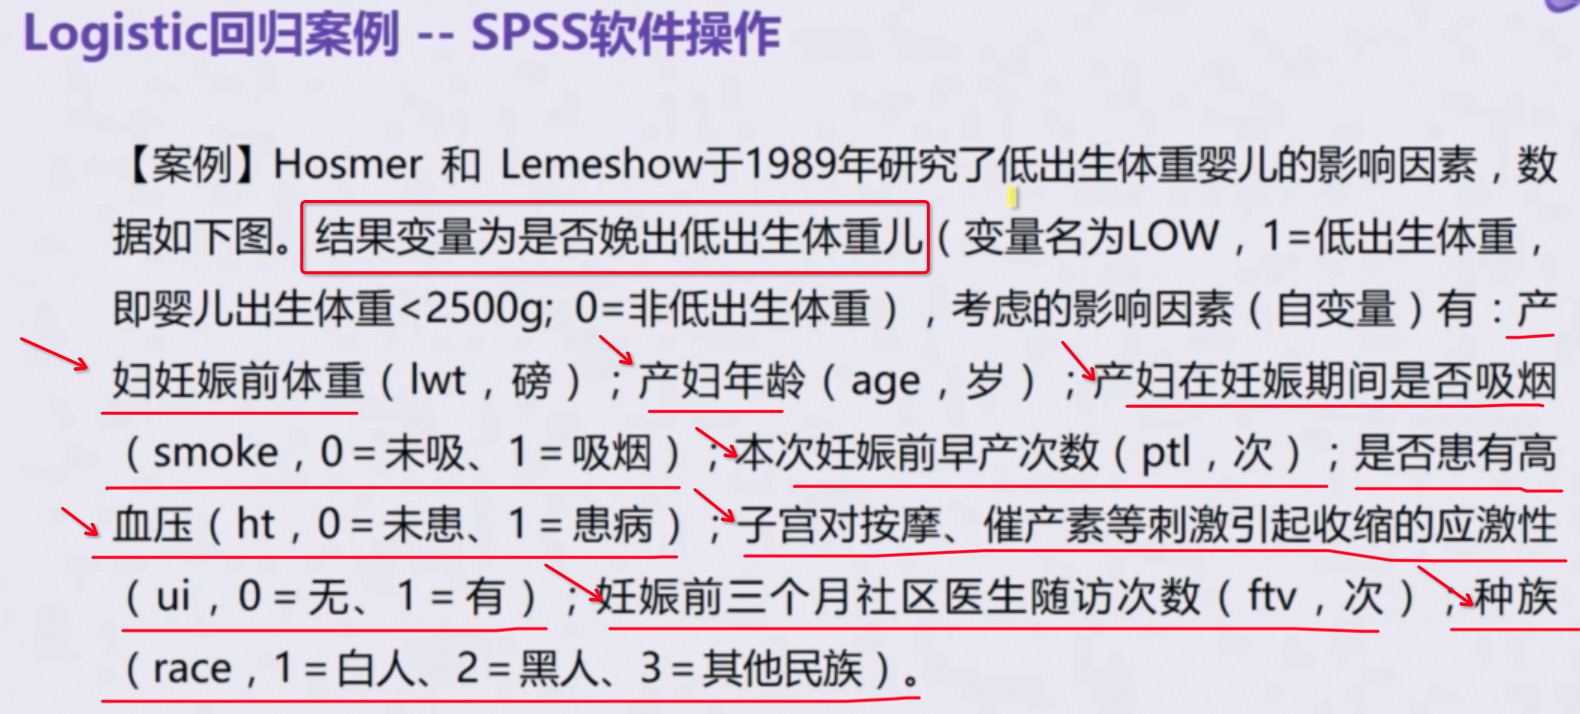 Logistic回归案例 -- SPSS软件操作
【案例】Hosmer 和 Lemeshow于1989年研究了低出生体重婴儿的影响因素，数
据如下图。结果变量为是否娩出低出生体重儿（变量名为LOW，1=低出生体重，
即婴儿出生体重<2500g; 0=非低出生体重），考虑的影响因素（自变量）有：产
妇妊娠前体重（lwt，磅）；产妇年龄（age，岁）；产妇在妊娠期间是否吸烟
（smoke，0＝未吸、1＝吸烟）；本次妊娠前早产次数（ptl，次）；是否患有高
血压（ht，0＝未患、1＝患病）；子宫对按摩、催产素等刺激引起收缩的应激性
（ui，0＝无、1＝有）；妊娠前三个月社区医生随访次数（ftv，次）；种族
（race，1＝白人、2＝黑人、3＝其他民族）。